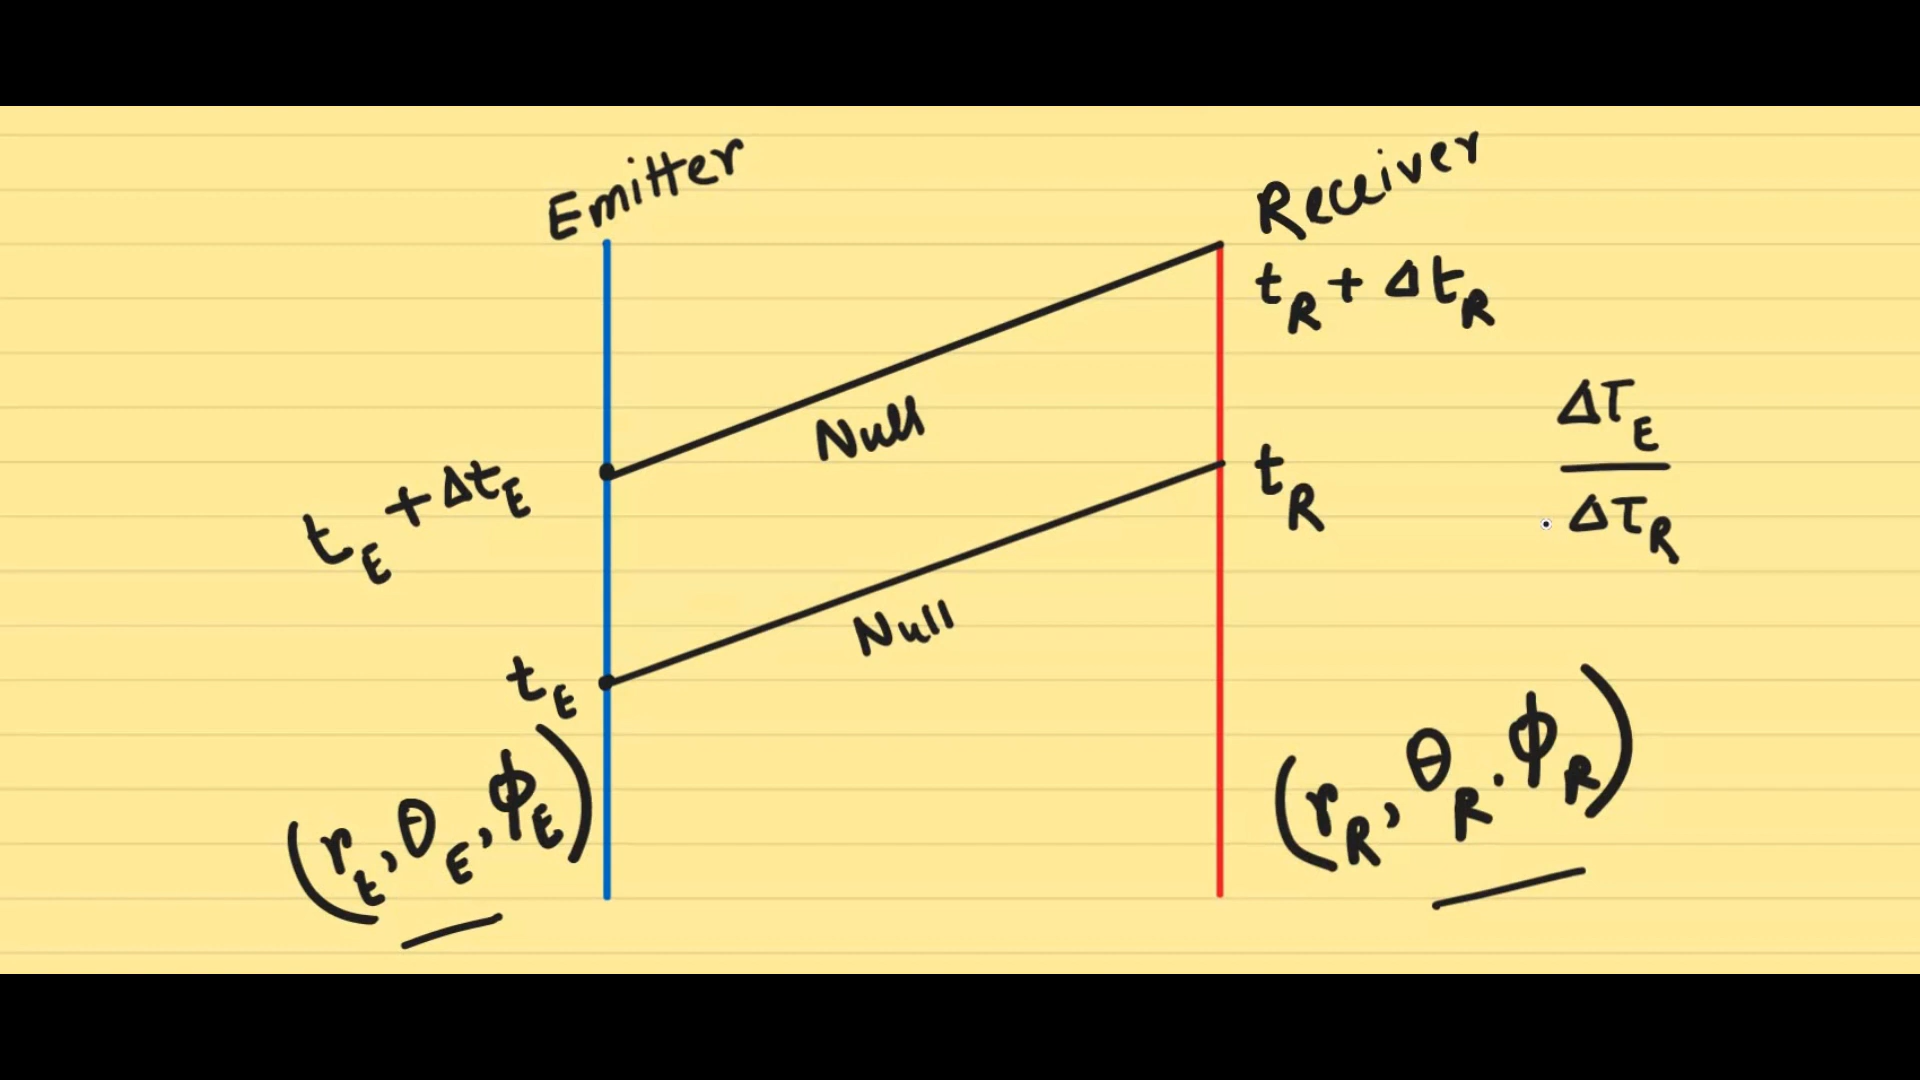 Emitter
Receiver
t_R + Δt_R
Null
ΔT_E
t_E + Δt_E
t_R
ΔT_R
Null
t_E
(r_E, θ_E, ϕ_E)
(r_R, θ_R. ϕ_R)